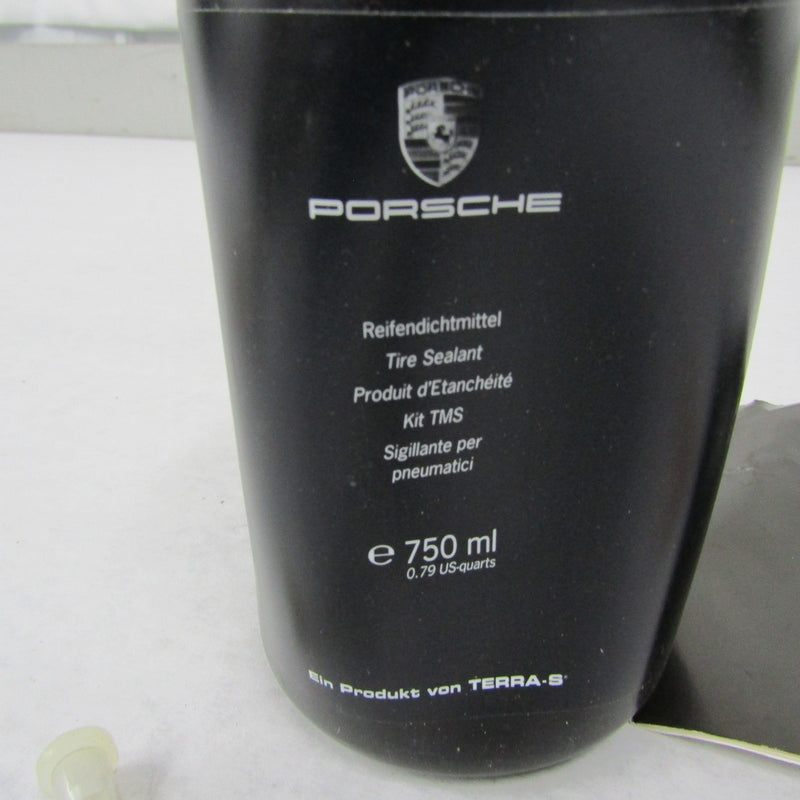 PORSCHE
PORSCHE
Reifendichtmittel
Tire Sealant
Produit d'Etanchéité
Kit TMS
Sigillante per
pneumatici
℮ 750 ml
0.79 US-quarts
Ein Produkt von TERRA-S